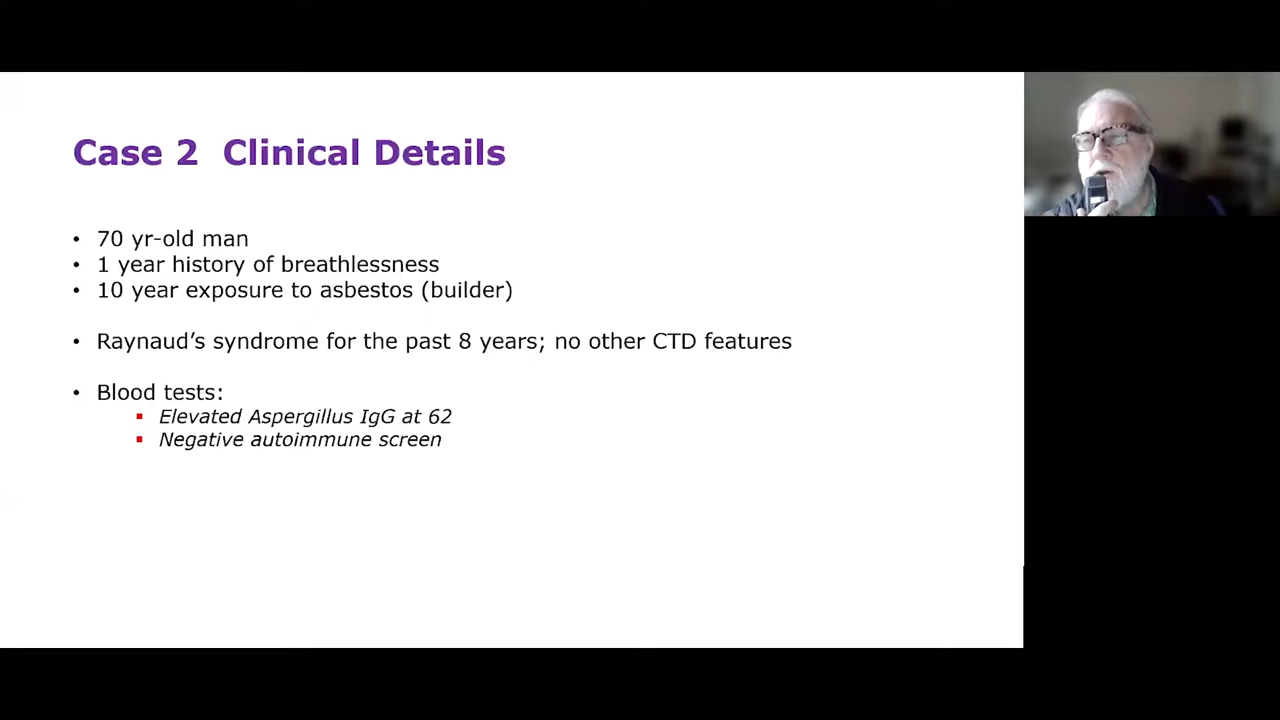 Case 2  Clinical Details
• 70 yr-old man
• 1 year history of breathlessness
• 10 year exposure to asbestos (builder)
• Raynaud’s syndrome for the past 8 years; no other CTD features
• Blood tests:
▪ Elevated Aspergillus IgG at 62
▪ Negative autoimmune screen